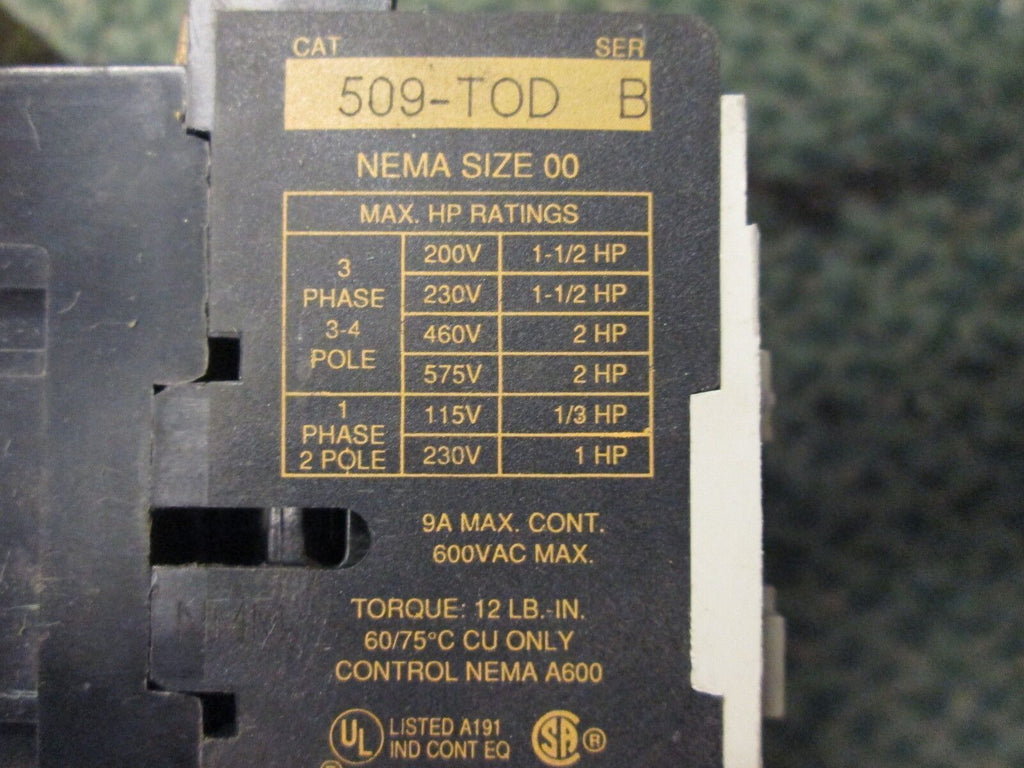 CAT SER
509-TOD B
NEMA SIZE 00
MAX. HP RATINGS
3 PHASE 3-4 POLE
200V 1-1/2 HP
230V 1-1/2 HP
460V 2 HP
575V 2 HP
1 PHASE 2 POLE
115V 1/3 HP
230V 1 HP
9A MAX. CONT.
600VAC MAX.
TORQUE: 12 LB.-IN.
60/75°C CU ONLY
CONTROL NEMA A600
UL LISTED A191 SA ®
IND CONT EQ